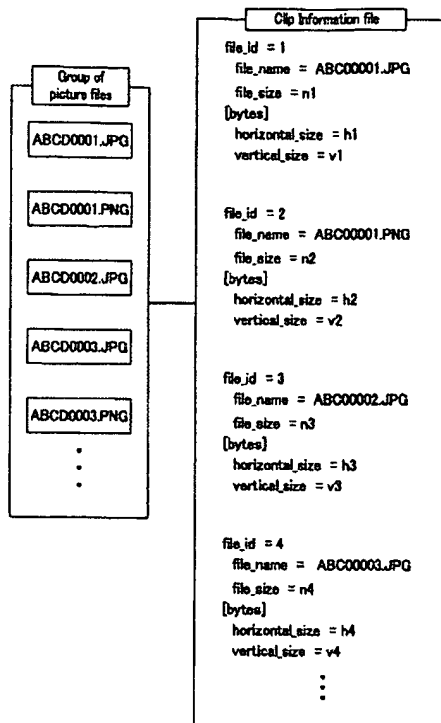 Group of
picture files
ABCD0001.JPG
ABCD0001.PNG
ABCD0002.JPG
ABCD0003.JPG
ABCD0003.PNG
Clip Information file
file_id = 1
file_name = ABC00001.JPG
file_size = n1
[bytes]
horizontal_size = h1
vertical_size = v1
file_id = 2
file_name = ABC00001.PNG
file_size = n2
[bytes]
horizontal_size = h2
vertical_size = v2
file_id = 3
file_name = ABC00002.JPG
file_size = n3
[bytes]
horizontal_size = h3
vertical_size = v3
file_id = 4
file_name = ABC00003.JPG
file_size = n4
[bytes]
horizontal_size = h4
vertical_size = v4